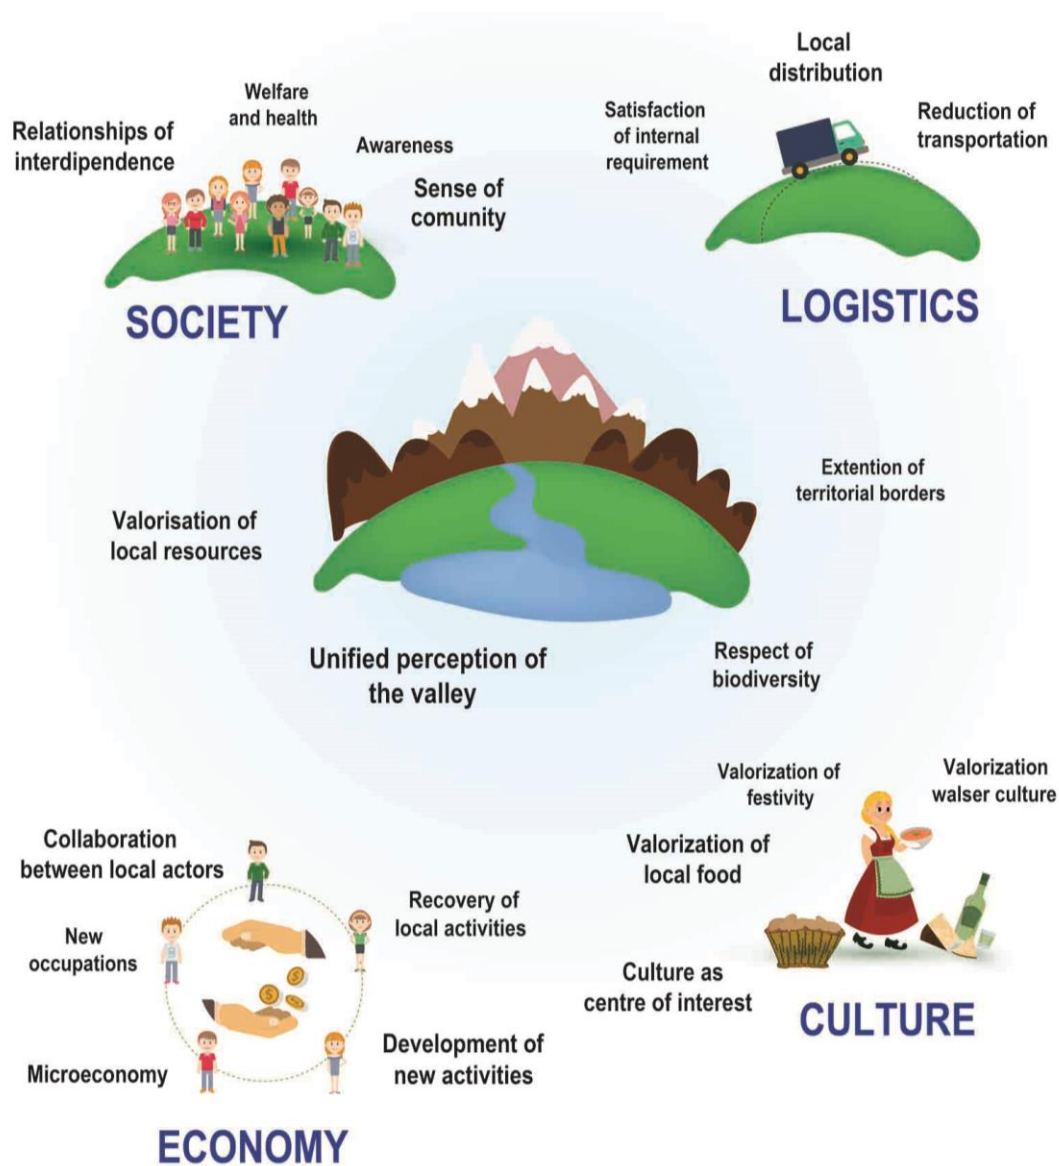 Welfare
and health
Relationships of
interdipendence
Awareness
Sense of
comunity
SOCIETY
Local
distribution
Satisfaction
of internal
requirement
Reduction of
transportation
LOGISTICS
Extention of
territorial borders
Valorisation of
local resources
Unified perception of
the valley
Respect of
biodiversity
Collaboration
between local actors
Recovery of
local activities
New
occupations
Microeconomy
Development of
new activities
ECONOMY
Valorization of
festivity
Valorization
walser culture
Valorization of
local food
Culture as
centre of interest
CULTURE